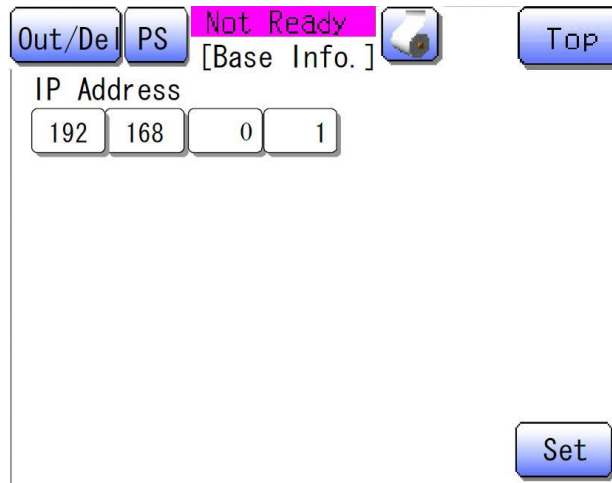 Out/Del PS Not Ready Top
[Base Info.]
IP Address
192 168 0 1
Set